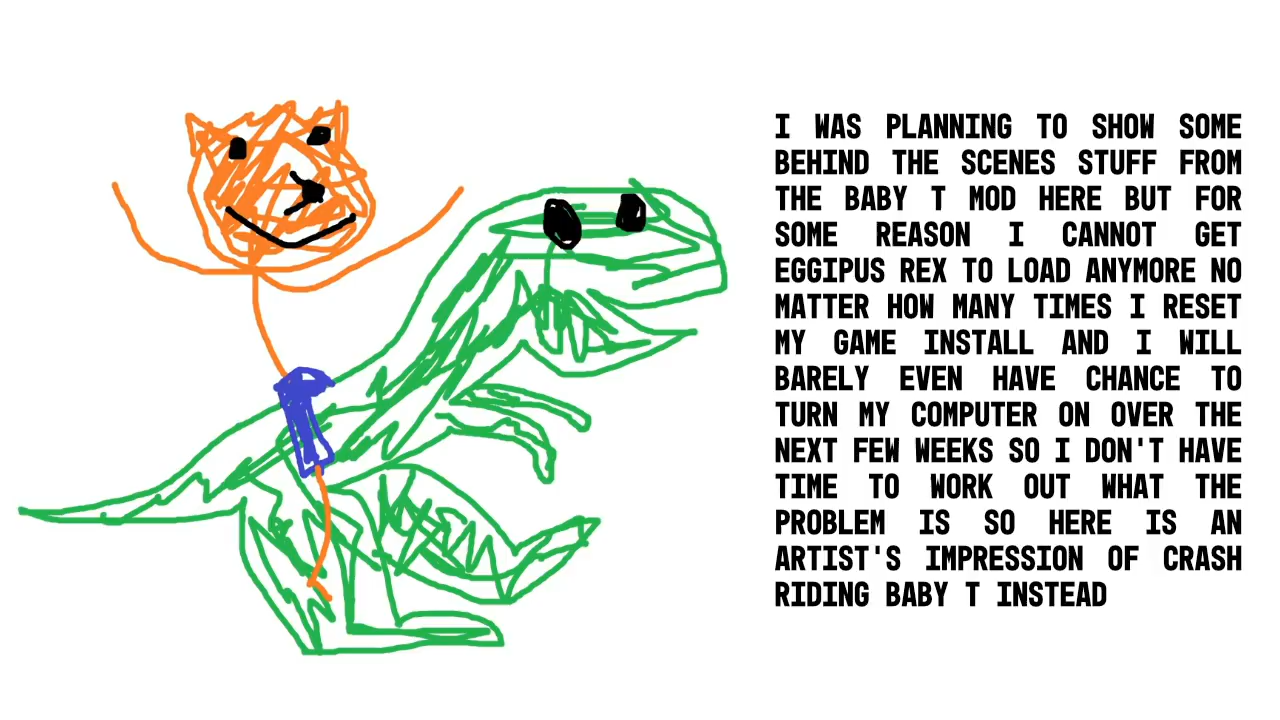 I WAS PLANNING TO SHOW SOME
BEHIND THE SCENES STUFF FROM
THE BABY T MOD HERE BUT FOR
SOME REASON I CANNOT GET
EGGIPUS REX TO LOAD ANYMORE NO
MATTER HOW MANY TIMES I RESET
MY GAME INSTALL AND I WILL
BARELY EVEN HAVE CHANCE TO
TURN MY COMPUTER ON OVER THE
NEXT FEW WEEKS SO I DON'T HAVE
TIME TO WORK OUT WHAT THE
PROBLEM IS SO HERE IS AN
ARTIST'S IMPRESSION OF CRASH
RIDING BABY T INSTEAD